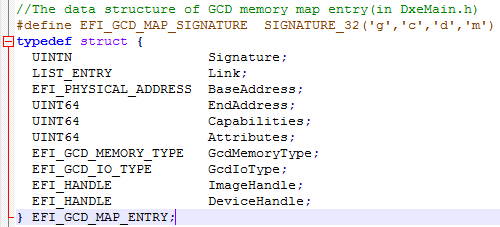 //The data structure of GCD memory map entry(in DxeMain.h)
#define EFI_GCD_MAP_SIGNATURE  SIGNATURE_32('g','c','d','m')
typedef struct {
  UINTN                 Signature;
  LIST_ENTRY            Link;
  EFI_PHYSICAL_ADDRESS  BaseAddress;
  UINT64                EndAddress;
  UINT64                Capabilities;
  UINT64                Attributes;
  EFI_GCD_MEMORY_TYPE   GcdMemoryType;
  EFI_GCD_IO_TYPE       GcdIoType;
  EFI_HANDLE            ImageHandle;
  EFI_HANDLE            DeviceHandle;
} EFI_GCD_MAP_ENTRY;